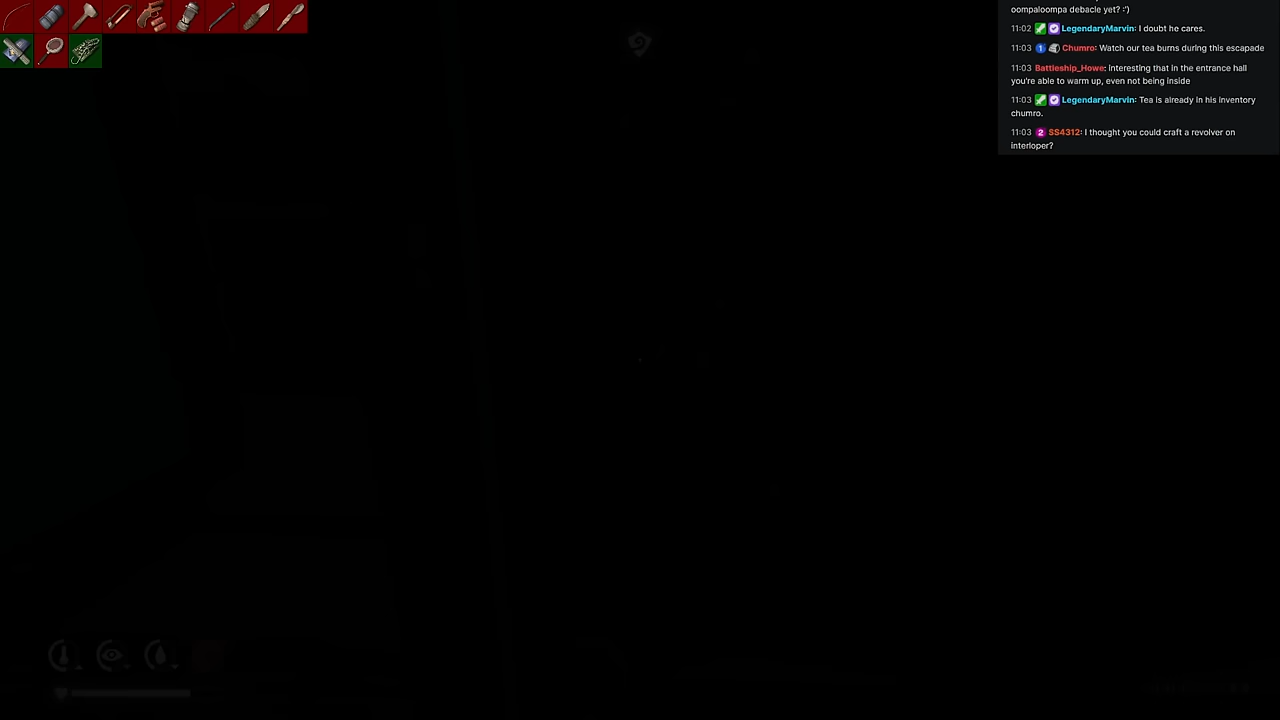 oompaloompa debacle yet? :')
11:02 LegendaryMarvin: I doubt he cares.
11:03 1 Chumro: Watch our tea burns during this escapade
11:03 Battleship_Howe: interesting that in the entrance hall
you're able to warm up, even not being inside
11:03 LegendaryMarvin: Tea is already in his inventory
chumro.
11:03 2 SS4312: I thought you could craft a revolver on
interloper?